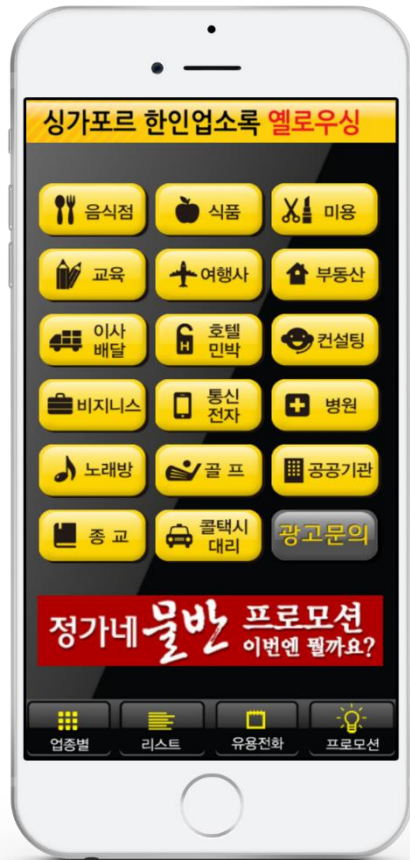 싱가포르 한인업소록 옐로우싱
음식점
식품
미용
교육
여행사
부동산
이사
배달
호텔
민박
컨설팅
비지니스
통신
전자
병원
노래방
골 프
공공기관
종 교
콜택시
대리
광고문의
정가네 물반 프로모션
이번엔 뭘까요?
업종별
리스트
유용전화
프로모션